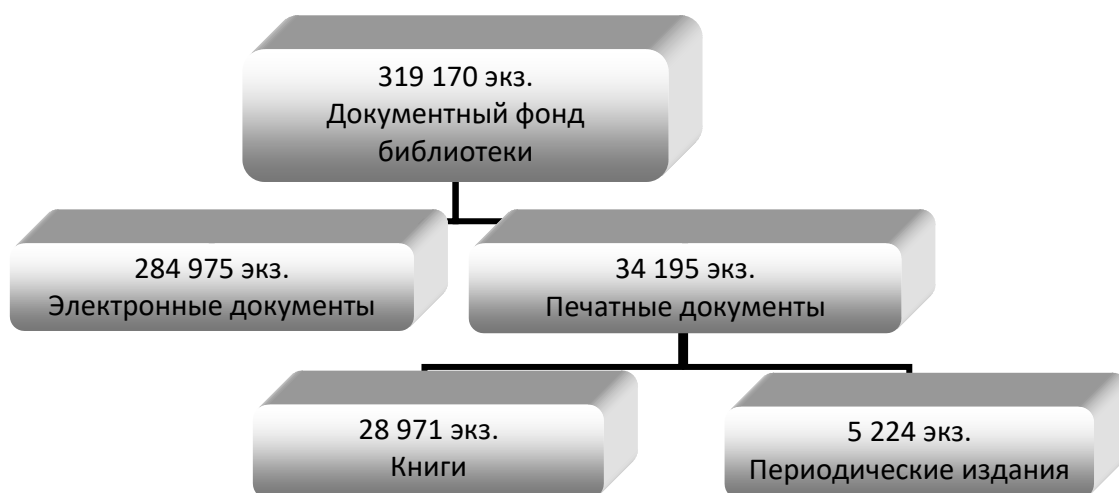 319 170 экз.
Документный фонд
библиотеки
284 975 экз.
Электронные документы
34 195 экз.
Печатные документы
28 971 экз.
Книги
5 224 экз.
Периодические издания